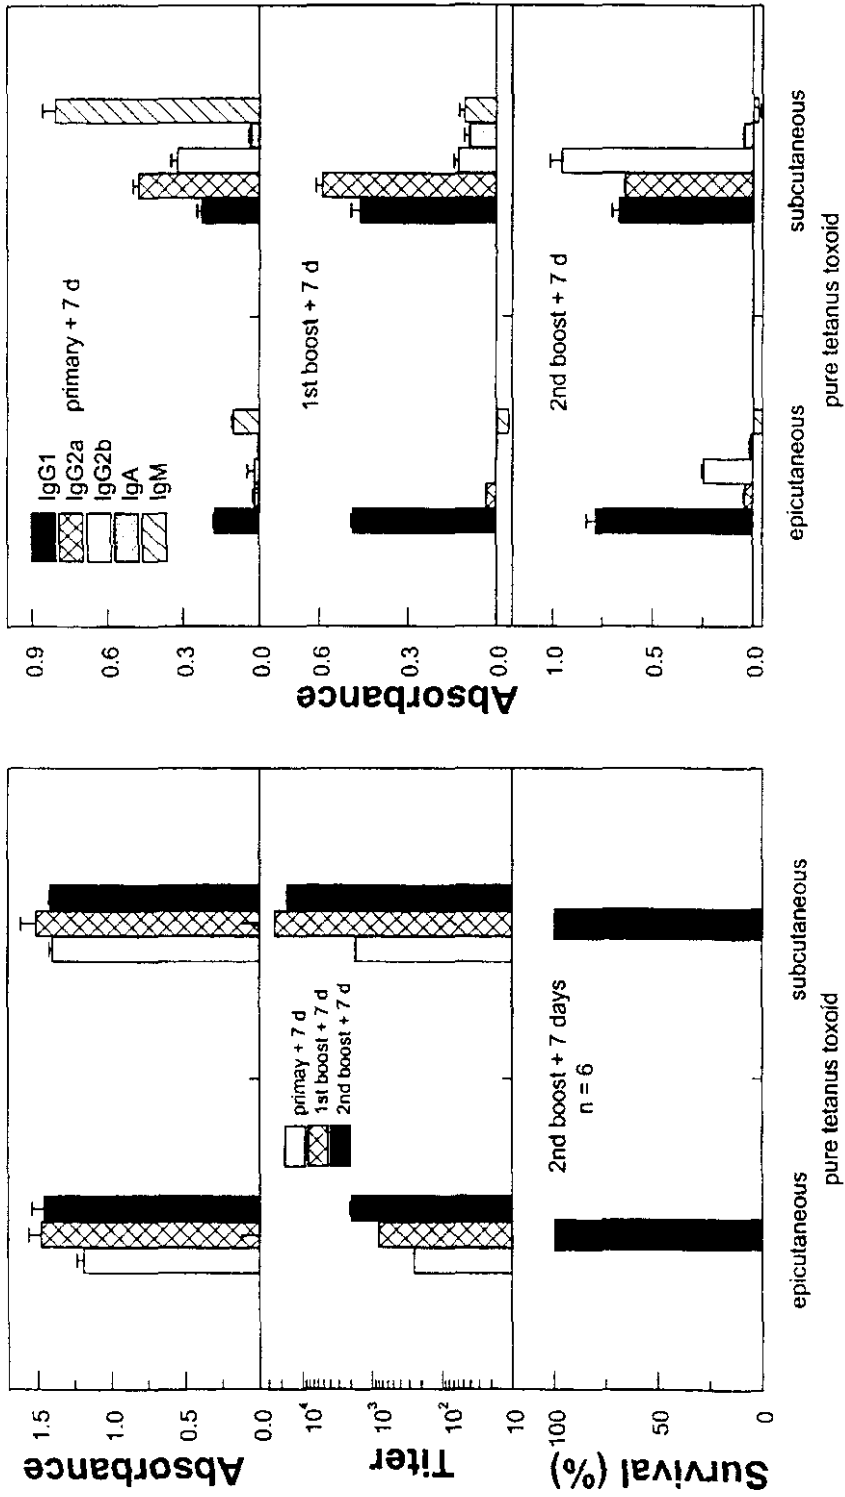 Absorbance
1.5
1.0
0.5
0.0
Titer
10⁴
10³
10²
10
primay + 7 d
1st boost + 7 d
2nd boost + 7 d
Survival (%)
100
50
0
2nd boost + 7 days
n = 6
epicutaneous subcutaneous
pure tetanus toxoid
Absorbance
0.9
0.6
0.3
0.0
IgG1
IgG2a
IgG2b
IgA
IgM
primary + 7 d
0.6
0.3
0.0
1st boost + 7 d
1.0
0.5
0.0
2nd boost + 7 d
epicutaneous subcutaneous
pure tetanus toxoid